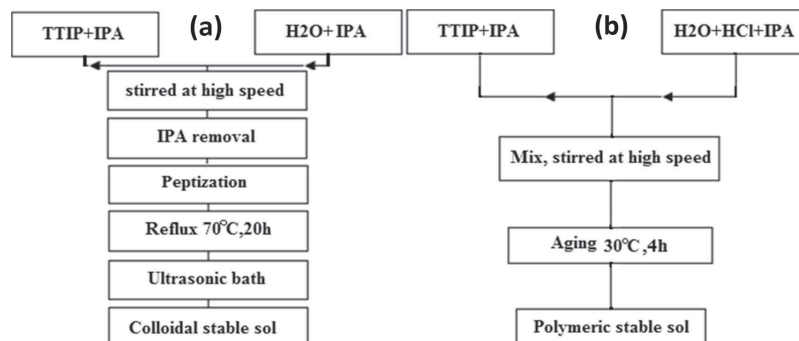 (a)
TTIP+IPA
H2O+IPA
stirred at high speed
IPA removal
Peptization
Reflux 70°C,20h
Ultrasonic bath
Colloidal stable sol
(b)
TTIP+IPA
H2O+HCl+IPA
Mix, stirred at high speed
Aging 30°C,4h
Polymeric stable sol